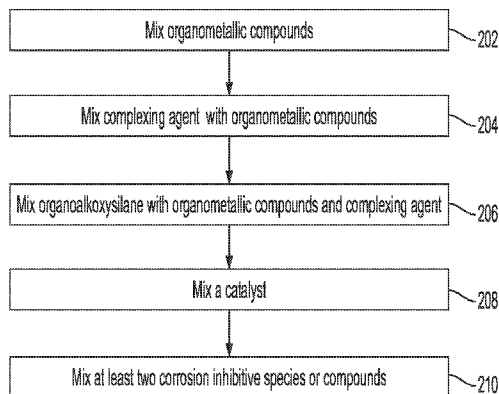 Mix organometallic compounds
202
Mix complexing agent with organometallic compounds
204
Mix organoalkoxysilane with organometallic compounds and complexing agent
206
Mix a catalyst
208
Mix at least two corrosion inhibitive species or compounds
210